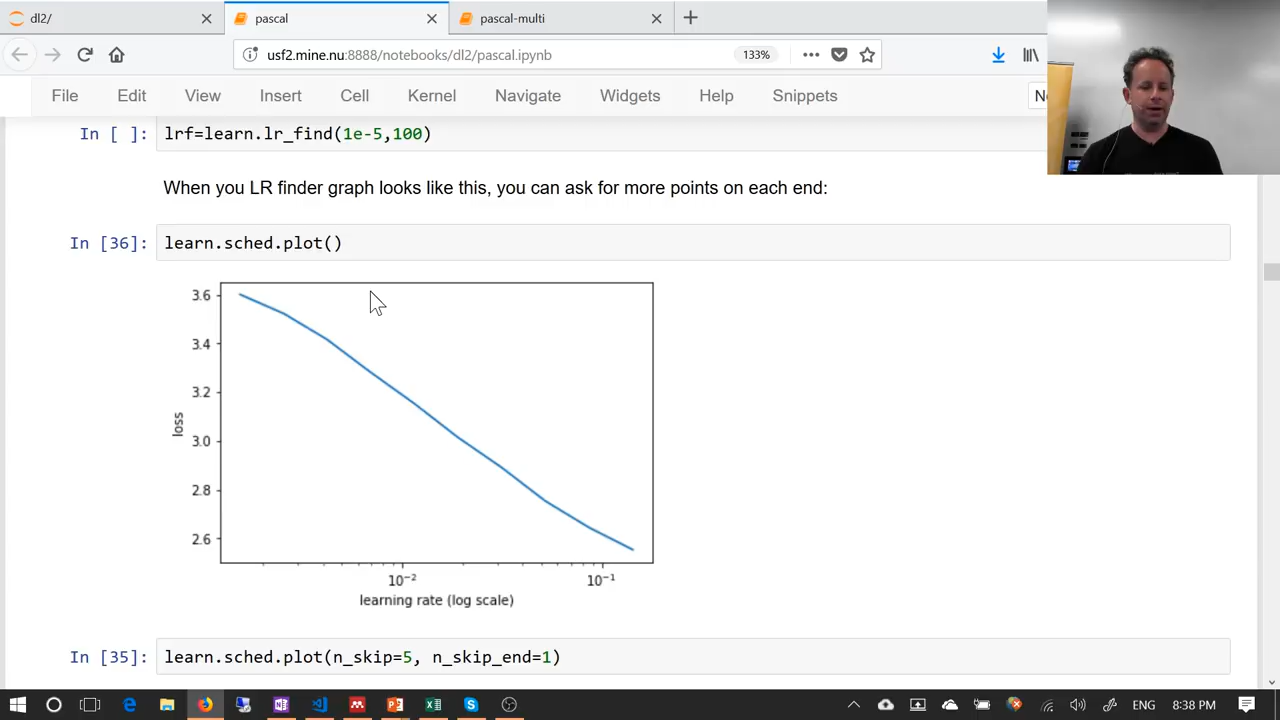 dl2/
pascal
pascal-multi
usf2.mine.nu:8888/notebooks/dl2/pascal.ipynb
133%
File Edit View Insert Cell Kernel Navigate Widgets Help Snippets
In [ ]: lrf=learn.lr_find(1e-5,100)
When you LR finder graph looks like this, you can ask for more points on each end:
In [36]: learn.sched.plot()
3.6
3.4
3.2
3.0
2.8
2.6
loss
10⁻² 10⁻¹
learning rate (log scale)
In [35]: learn.sched.plot(n_skip=5, n_skip_end=1)
ENG 8:38 PM